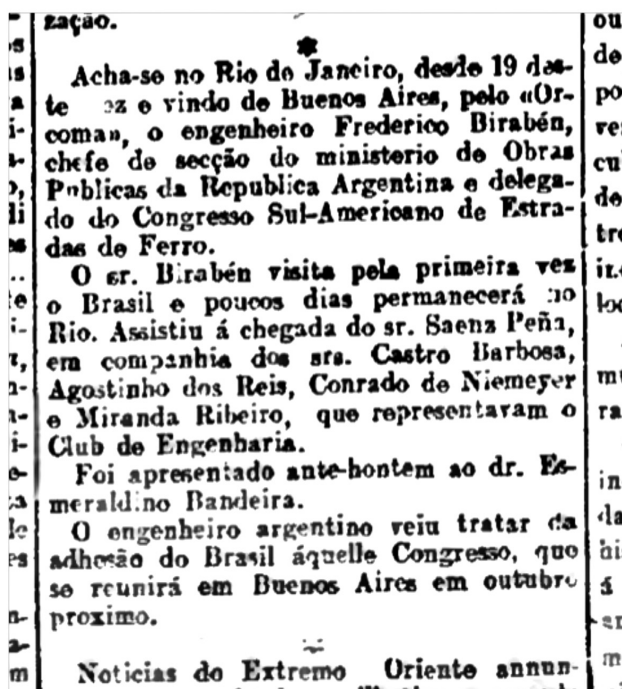 zação.
*
Acha-se no Rio de Janeiro, desde 19 des-
te e vindo de Buenos Aires, pelo «Or-
coma», o engenheiro Frederico Birabén,
chefe de secção do ministerio de Obras
Publicas da Republica Argentina e delega-
do do Congresso Sul-Americano de Estra-
das de Ferro.
O sr. Birabén visita pela primeira vez
o Brasil e poucos dias permanecerá no
Rio. Assistiu á chegada do sr. Saenz Peña,
em companhia dos srs. Castro Barbosa,
Agostinho dos Reis, Conrado de Niemeyer
e Miranda Ribeiro, que representavam o
Club de Engenharia.
Foi apresentado ante-hontem ao dr. Es-
meraldino Bandeira.
O engenheiro argentino veiu tratar da
adhesão do Brasil áquelle Congresso, que
se reunirá em Buenos Aires em outubro
proximo.
Noticias do Extremo Oriente annun-